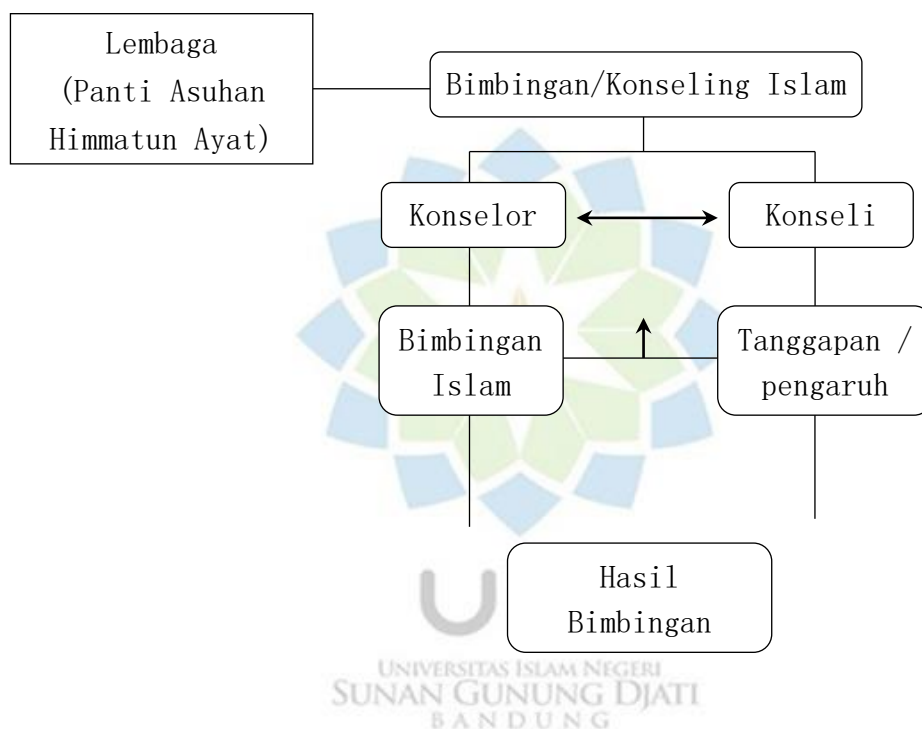 Lembaga
(Panti Asuhan
Himmatun Ayat)
Bimbingan/Konseling Islam
Konselor
Konseli
Bimbingan
Islam
Tanggapan /
pengaruh
Hasil
Bimbingan
UNIVERSITAS ISLAM NEGERI
SUNAN GUNUNG DJATI
BANDUNG